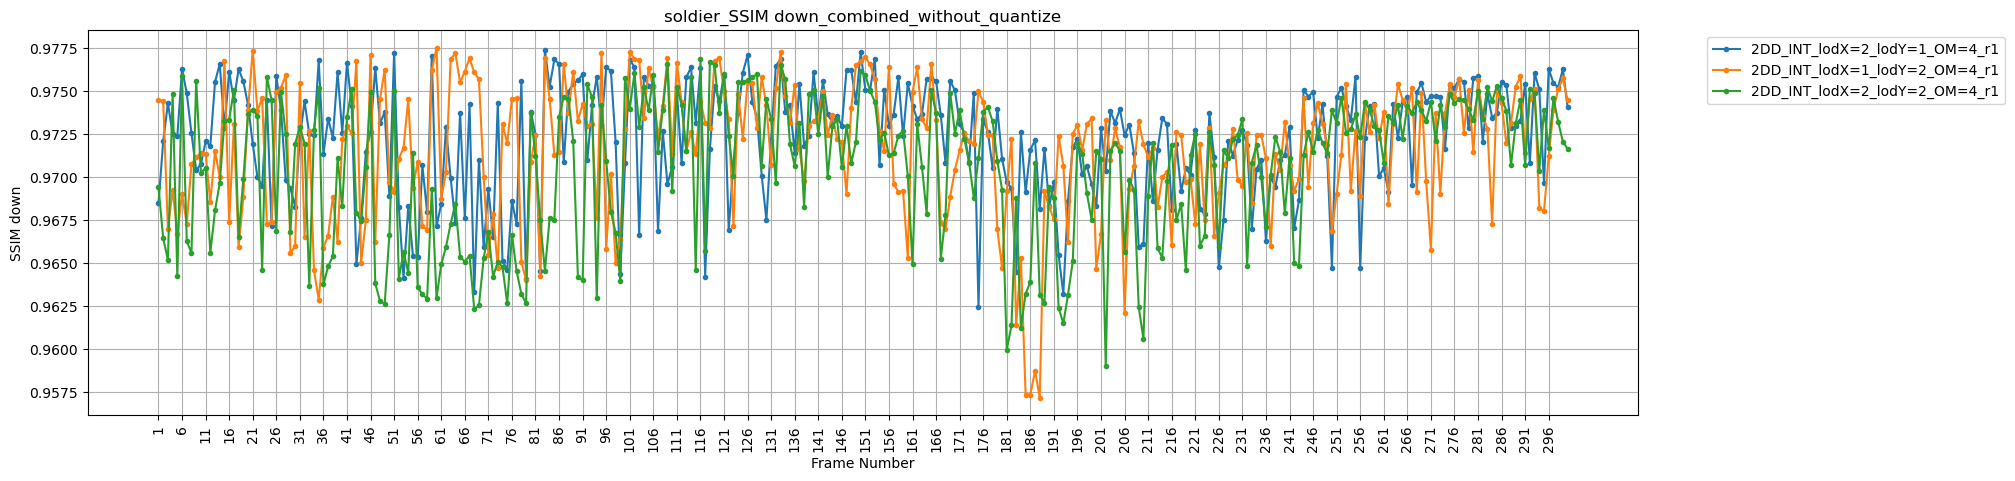 soldier_SSIM down_combined_without_quantize
2DD_INT_lodX=2_lodY=1_OM=4_r1
2DD_INT_lodX=1_lodY=2_OM=4_r1
2DD_INT_lodX=2_lodY=2_OM=4_r1
SSIM down
0.9775
0.9750
0.9725
0.9700
0.9675
0.9650
0.9625
0.9600
0.9575
1 6 11 16 21 26 31 36 41 46 51 56 61 66 71 76 81 86 91 96 101 106 111 116 121 126 131 136 141 146 151 156 161 166 171 176 181 186 191 196 201 206 211 216 221 226 231 236 241 246 251 256 261 266 271 276 281 286 291 296
Frame Number